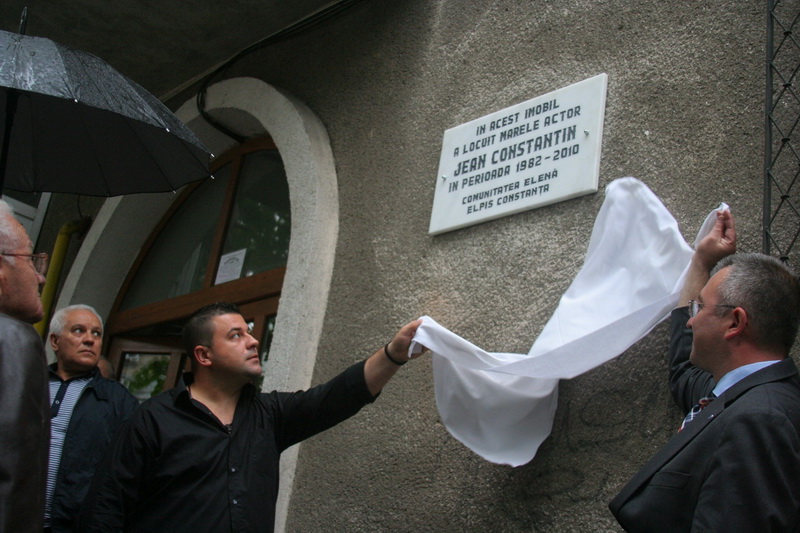 IN ACEST IMOBIL
A LOCUIT MARELE ACTOR
JEAN CONSTANTIN
IN PERIOADA 1982-2010
COMUNITATEA ELENĂ
ELPIS CONSTANTA